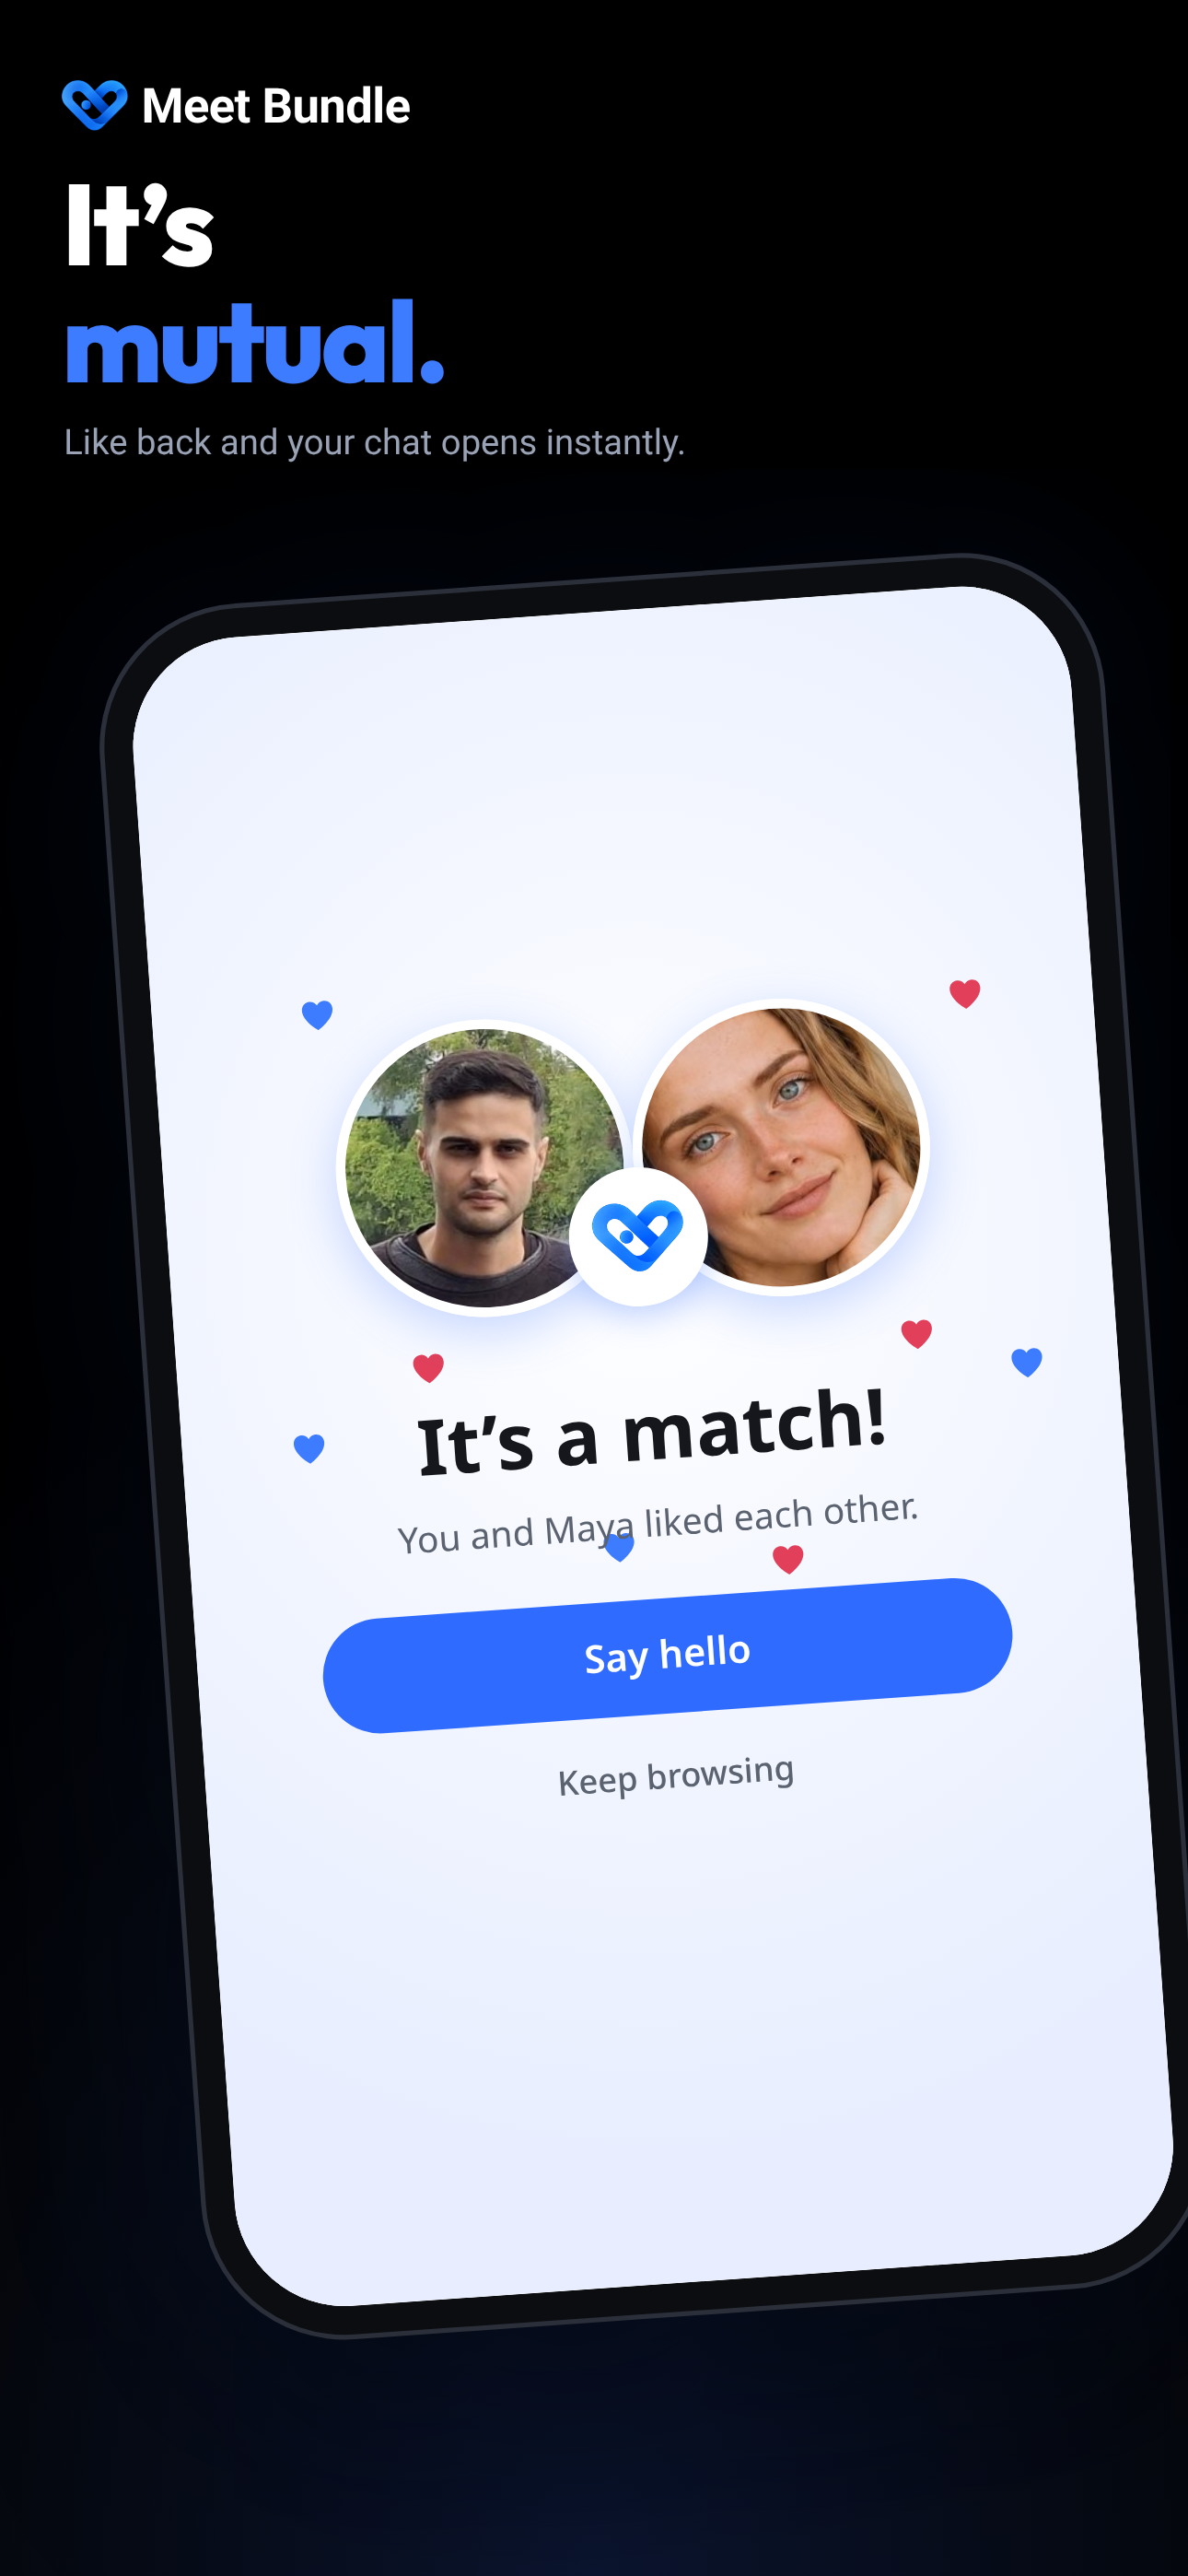 Meet Bundle
It’s
mutual.
Like back and your chat opens instantly.
It’s a match!
You and Maya liked each other.
Say hello
Keep browsing